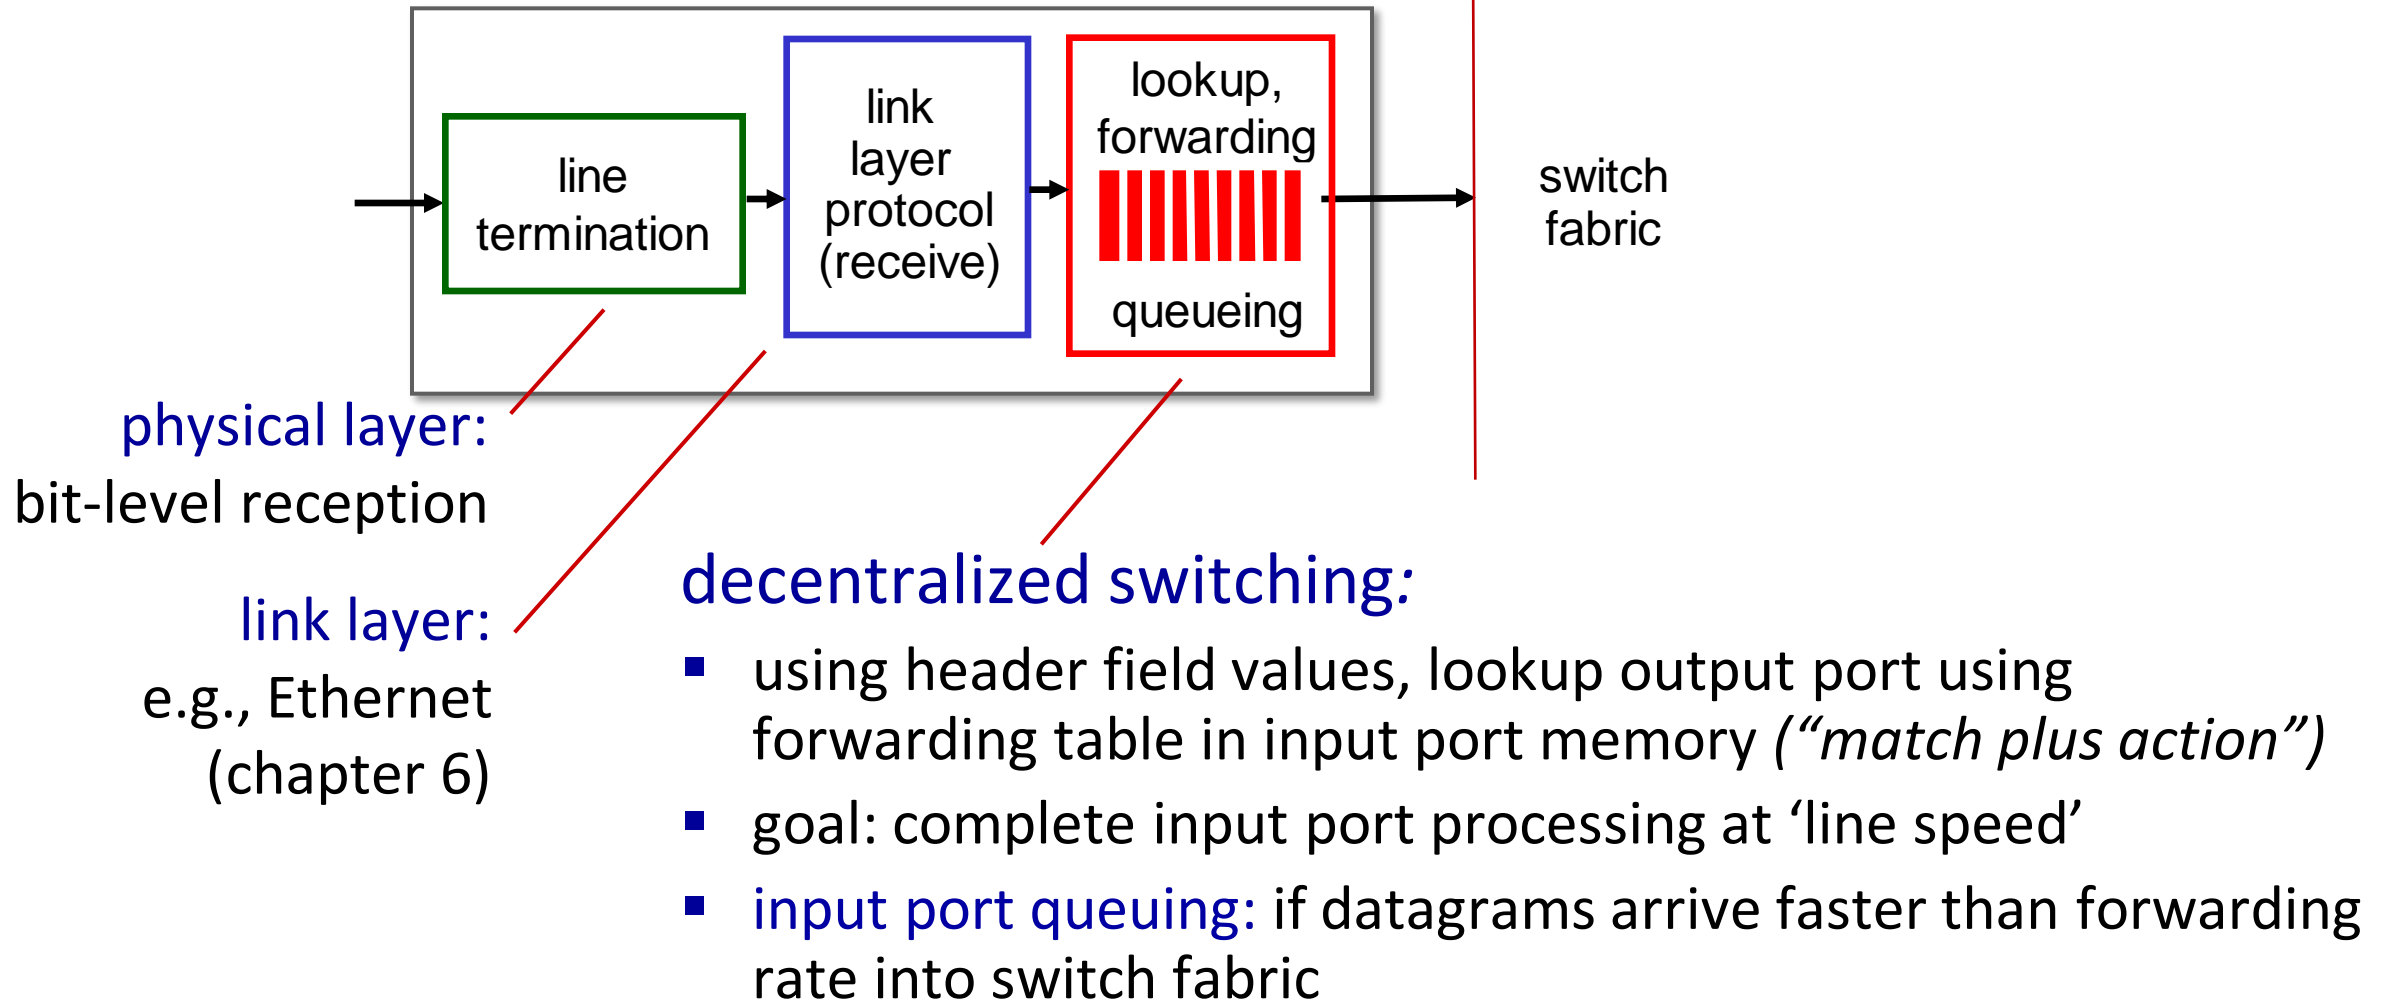 line
termination
link
layer
protocol
(receive)
lookup,
forwarding
queueing
switch
fabric
physical layer:
bit-level reception
link layer:
e.g., Ethernet
(chapter 6)
decentralized switching:
▪ using header field values, lookup output port using
forwarding table in input port memory (“match plus action”)
▪ goal: complete input port processing at ‘line speed’
▪ input port queuing: if datagrams arrive faster than forwarding
rate into switch fabric